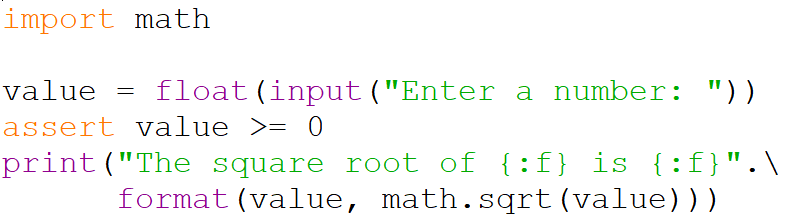 import math
value = float(input("Enter a number: "))
assert value >= 0
print("The square root of {:f} is {:f}".\
format(value, math.sqrt(value)))